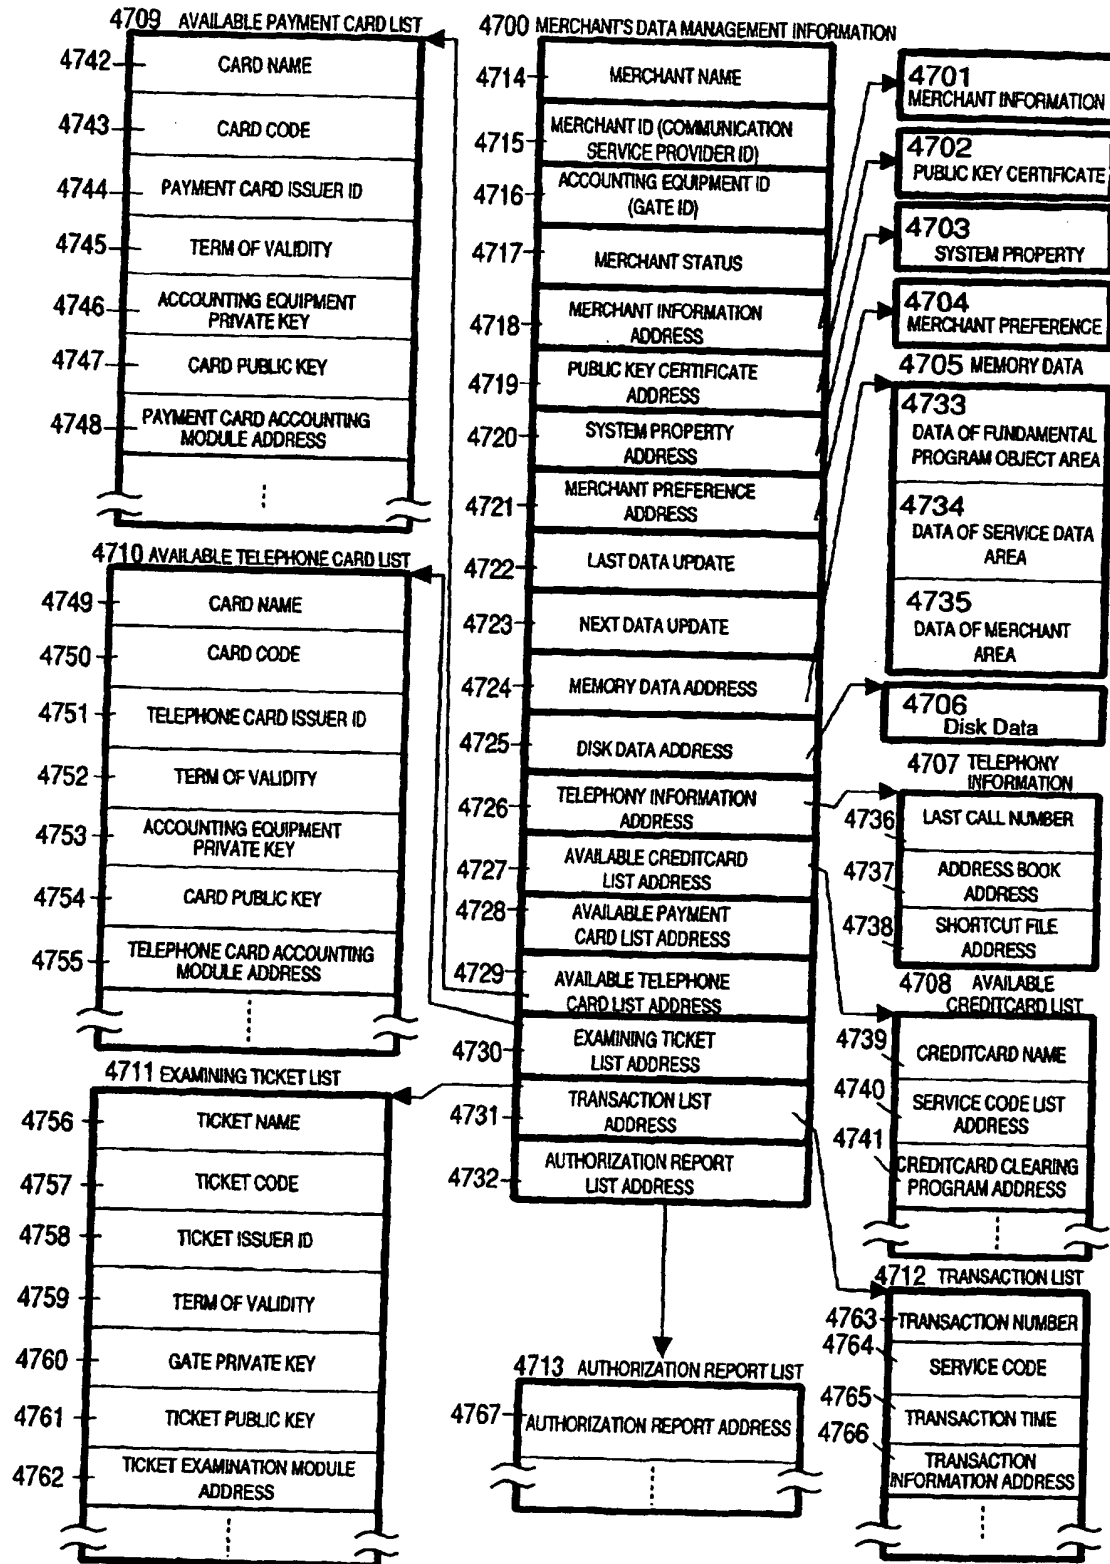 4709 AVAILABLE PAYMENT CARD LIST
4742 CARD NAME
4743 CARD CODE
4744 PAYMENT CARD ISSUER ID
4745 TERM OF VALIDITY
4746 ACCOUNTING EQUIPMENT
PRIVATE KEY
4747 CARD PUBLIC KEY
4748 PAYMENT CARD ACCOUNTING
MODULE ADDRESS
4710 AVAILABLE TELEPHONE CARD LIST
4749 CARD NAME
4750 CARD CODE
4751 TELEPHONE CARD ISSUER ID
4752 TERM OF VALIDITY
4753 ACCOUNTING EQUIPMENT
PRIVATE KEY
4754 CARD PUBLIC KEY
4755 TELEPHONE CARD ACCOUNTING
MODULE ADDRESS
4711 EXAMINING TICKET LIST
4756 TICKET NAME
4757 TICKET CODE
4758 TICKET ISSUER ID
4759 TERM OF VALIDITY
4760 GATE PRIVATE KEY
4761 TICKET PUBLIC KEY
4762 TICKET EXAMINATION MODULE
ADDRESS
4700 MERCHANT'S DATA MANAGEMENT INFORMATION
4714 MERCHANT NAME
4715 MERCHANT ID (COMMUNICATION
SERVICE PROVIDER ID)
4716 ACCOUNTING EQUIPMENT ID
(GATE ID)
4717 MERCHANT STATUS
4718 MERCHANT INFORMATION
ADDRESS
4719 PUBLIC KEY CERTIFICATE
ADDRESS
4720 SYSTEM PROPERTY
ADDRESS
4721 MERCHANT PREFERENCE
ADDRESS
4722 LAST DATA UPDATE
4723 NEXT DATA UPDATE
4724 MEMORY DATA ADDRESS
4725 DISK DATA ADDRESS
4726 TELEPHONY INFORMATION
ADDRESS
4727 AVAILABLE CREDITCARD
LIST ADDRESS
4728 AVAILABLE PAYMENT
CARD LIST ADDRESS
4729 AVAILABLE TELEPHONE
CARD LIST ADDRESS
4730 EXAMINING TICKET
LIST ADDRESS
4731 TRANSACTION LIST
ADDRESS
4732 AUTHORIZATION REPORT
LIST ADDRESS
4713 AUTHORIZATION REPORT LIST
4767 AUTHORIZATION REPORT ADDRESS
4701
MERCHANT INFORMATION
4702
PUBLIC KEY CERTIFICATE
4703
SYSTEM PROPERTY
4704
MERCHANT PREFERENCE
4705 MEMORY DATA
4733
DATA OF FUNDAMENTAL
PROGRAM OBJECT AREA
4734
DATA OF SERVICE DATA
AREA
4735
DATA OF MERCHANT
AREA
4706
Disk Data
4707 TELEPHONY
INFORMATION
4736 LAST CALL NUMBER
4737 ADDRESS BOOK
ADDRESS
4738 SHORTCUT FILE
ADDRESS
4708 AVAILABLE
CREDITCARD LIST
4739 CREDITCARD NAME
4740 SERVICE CODE LIST
ADDRESS
4741 CREDITCARD CLEARING
PROGRAM ADDRESS
4712 TRANSACTION LIST
4763 TRANSACTION NUMBER
4764 SERVICE CODE
4765 TRANSACTION TIME
4766 TRANSACTION
INFORMATION ADDRESS